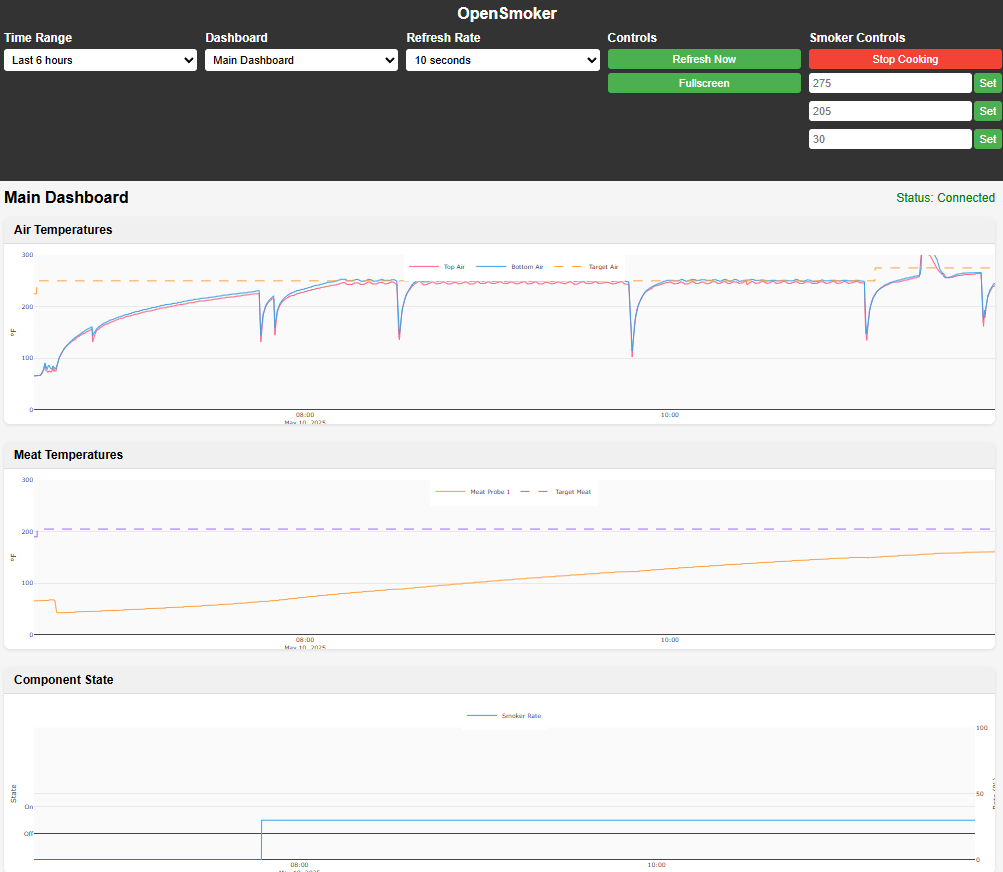 OpenSmoker
Time Range
Dashboard
Refresh Rate
Controls
Smoker Controls
Last 6 hours
Main Dashboard
10 seconds
Refresh Now
Stop Cooking
Fullscreen
275
Set
205
Set
30
Set
Main Dashboard
Status: Connected
Air Temperatures
Top Air
Bottom Air
Target Air
300
200
100
0
°F
08:00
May 10, 2025
10:00
Meat Temperatures
Meat Probe 1
Target Meat
300
200
100
0
°F
08:00
May 10, 2025
10:00
Component State
Smoker Rate
State
On
Off
100
50
0
08:00
May 10, 2025
10:00